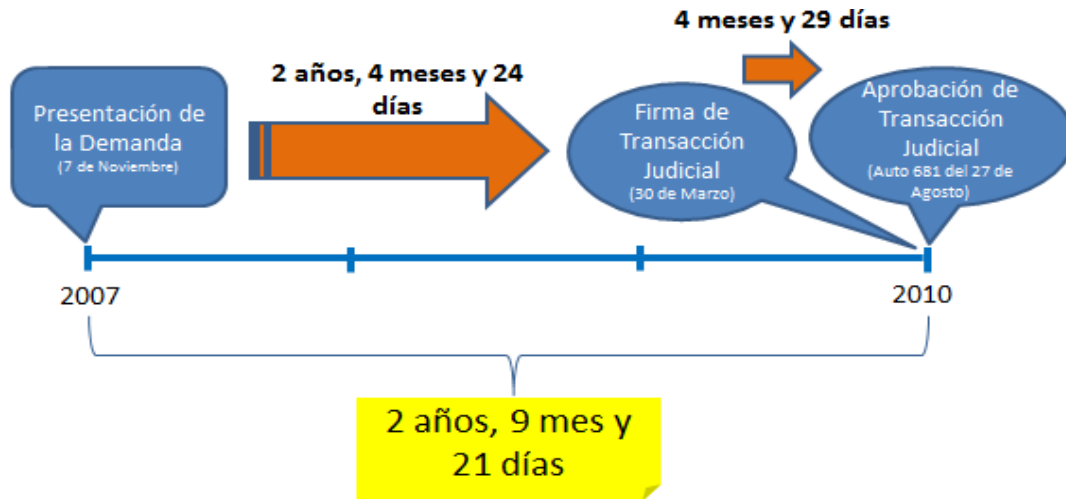 Presentación de
la Demanda
(7 de Noviembre)
2 años, 4 meses y 24
días
4 meses y 29 días
Firma de
Transacción
Judicial
(30 de Marzo)
Aprobación de
Transacción
Judicial
(Auto 681 del 27 de
Agosto)
2007
2010
2 años, 9 mes y
21 días